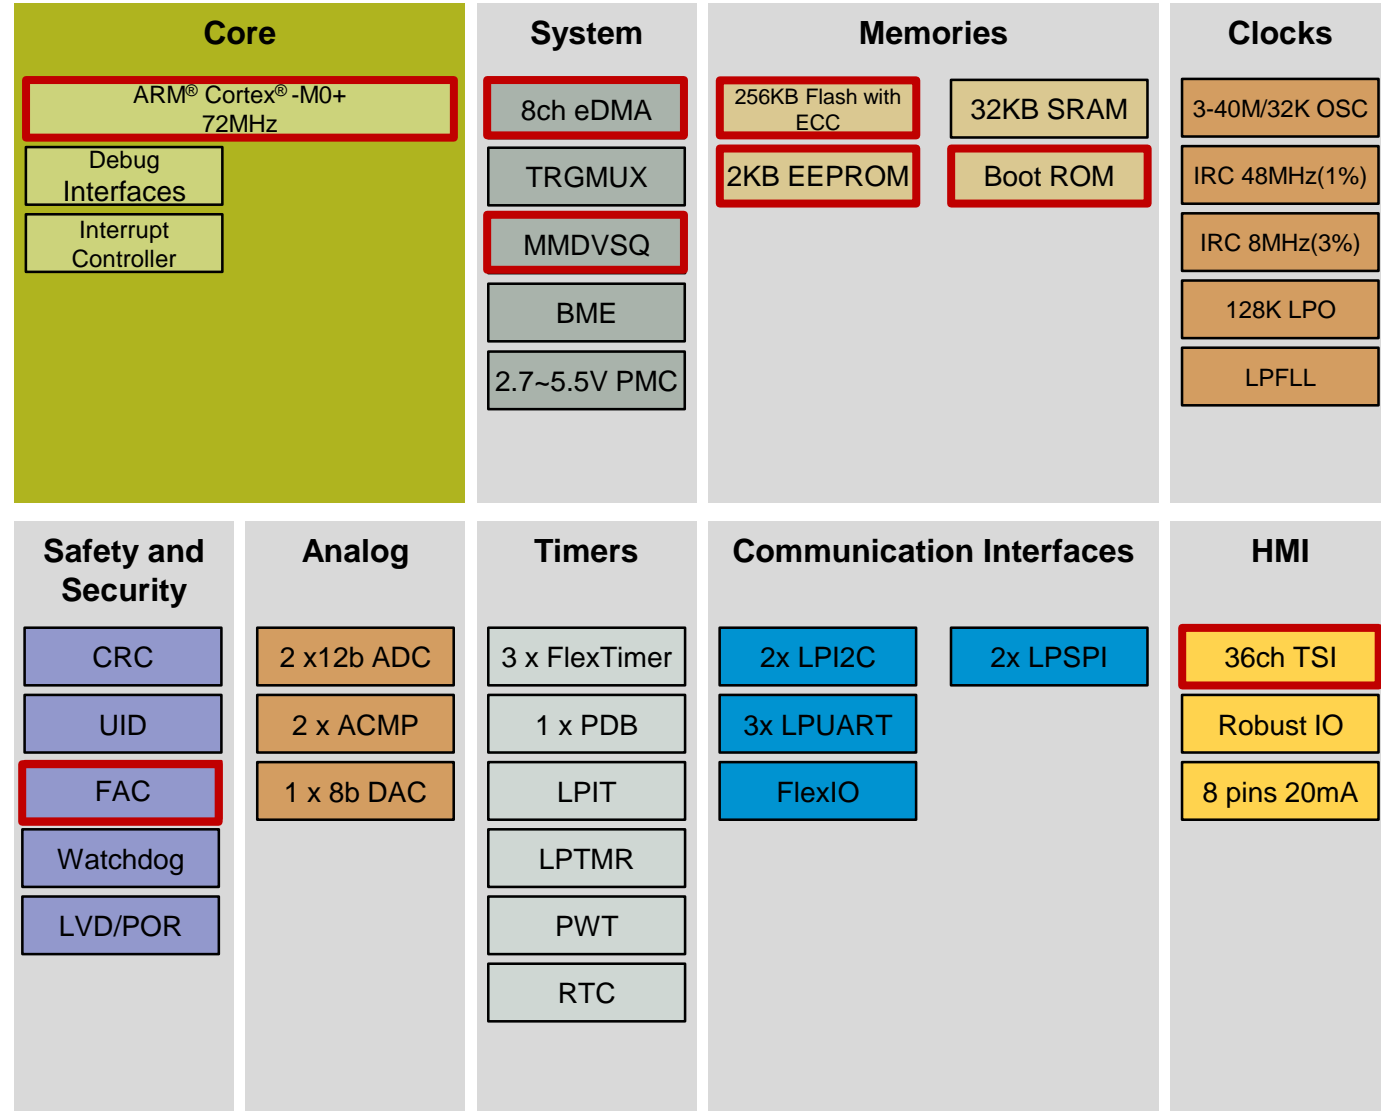 Core
ARM® Cortex®-M0+
72MHz
Debug
Interfaces
Interrupt
Controller
System
8ch eDMA
TRGMUX
MMDVSQ
BME
2.7~5.5V PMC
Memories
256KB Flash with
ECC
32KB SRAM
2KB EEPROM
Boot ROM
Clocks
3-40M/32K OSC
IRC 48MHz(1%)
IRC 8MHz(3%)
128K LPO
LPFLL
Safety and
Security
CRC
UID
FAC
Watchdog
LVD/POR
Analog
2 x12b ADC
2 x ACMP
1 x 8b DAC
Timers
3 x FlexTimer
1 x PDB
LPIT
LPTMR
PWT
RTC
Communication Interfaces
2x LPI2C
2x LPSPI
3x LPUART
FlexIO
HMI
36ch TSI
Robust IO
8 pins 20mA